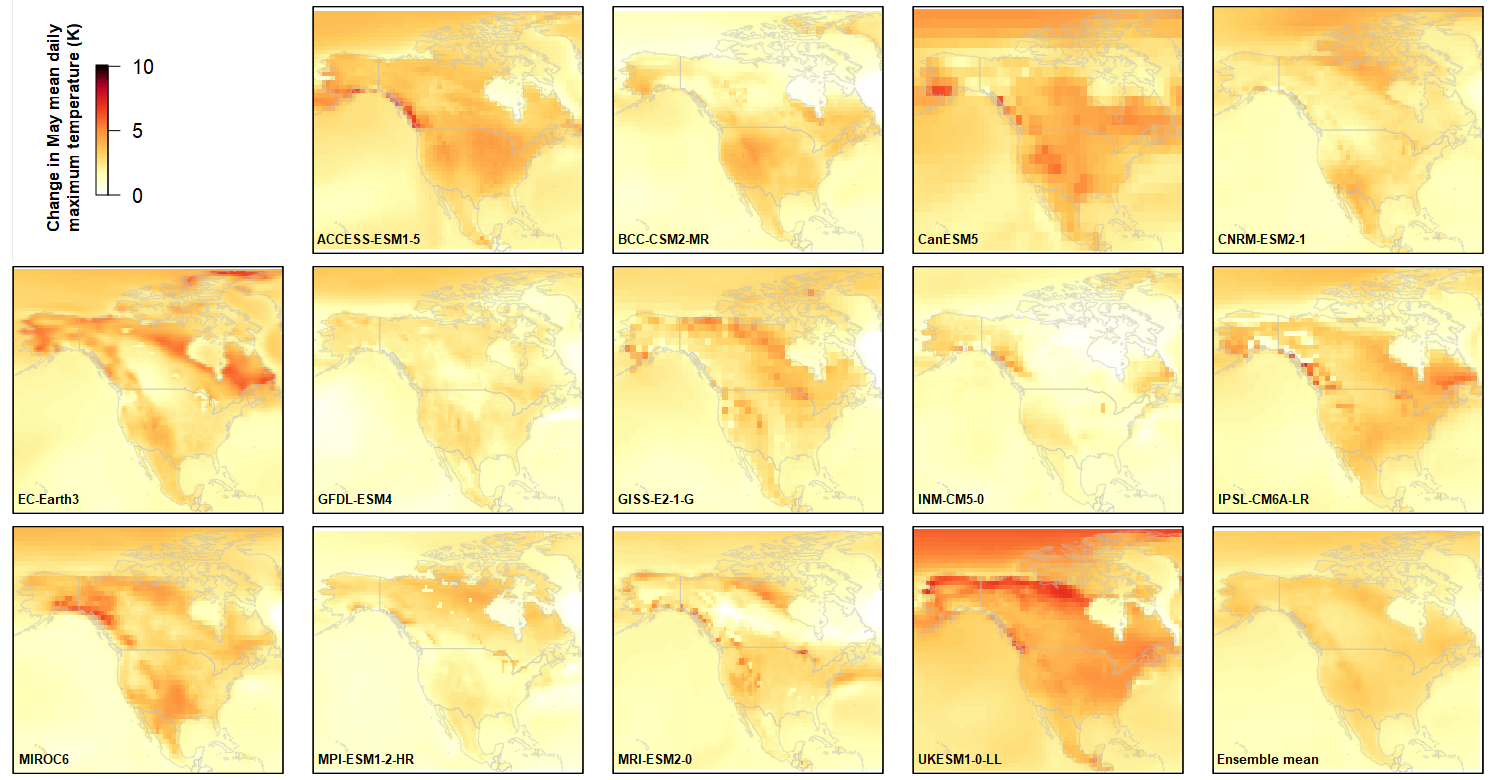 Change in May mean daily
maximum temperature (K)
10
5
0
ACCESS-ESM1-5
BCC-CSM2-MR
CanESM5
CNRM-ESM2-1
EC-Earth3
GFDL-ESM4
GISS-E2-1-G
INM-CM5-0
IPSL-CM6A-LR
MIROC6
MPI-ESM1-2-HR
MRI-ESM2-0
UKESM1-0-LL
Ensemble mean